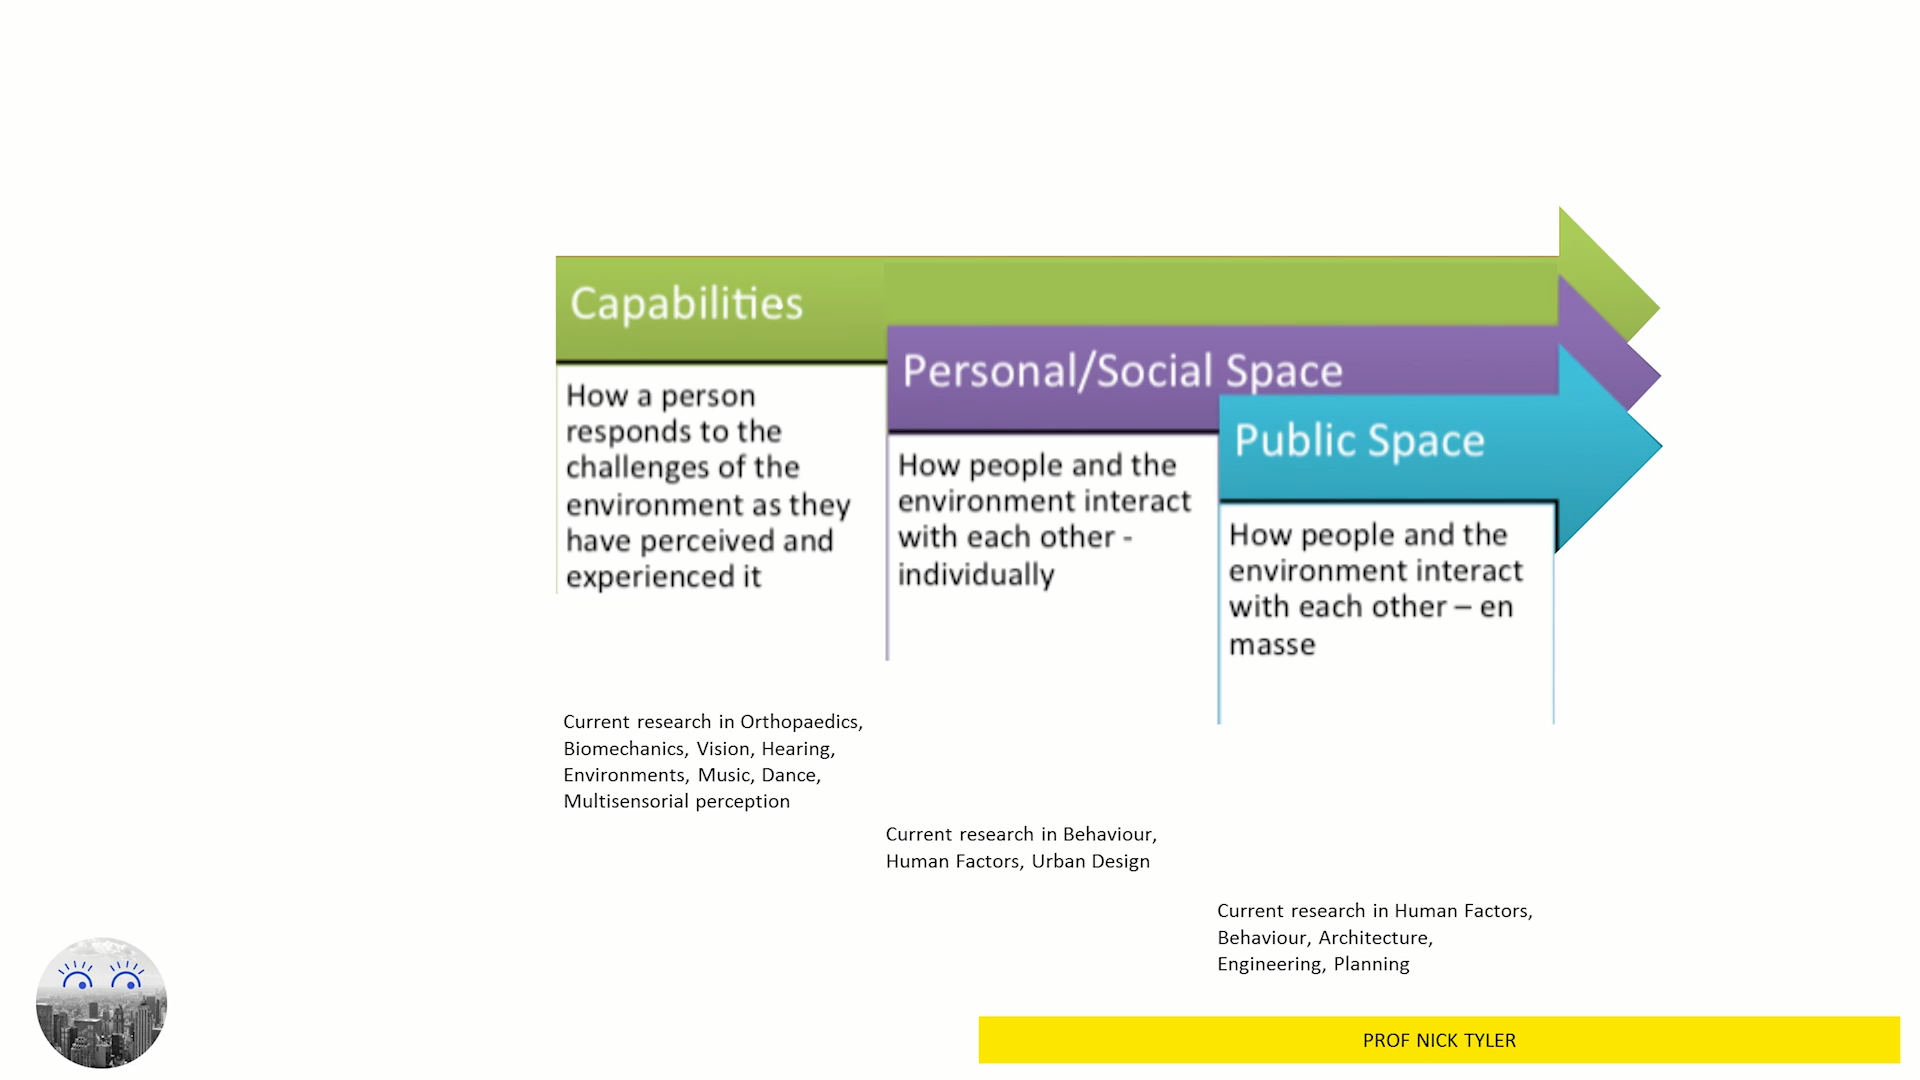 Capabilities
How a person
responds to the
challenges of the
environment as they
have perceived and
experienced it
Personal/Social Space
How people and the
environment interact
with each other -
individually
Public Space
How people and the
environment interact
with each other – en
masse
Current research in Orthopaedics,
Biomechanics, Vision, Hearing,
Environments, Music, Dance,
Multisensorial perception
Current research in Behaviour,
Human Factors, Urban Design
Current research in Human Factors,
Behaviour, Architecture,
Engineering, Planning
PROF NICK TYLER